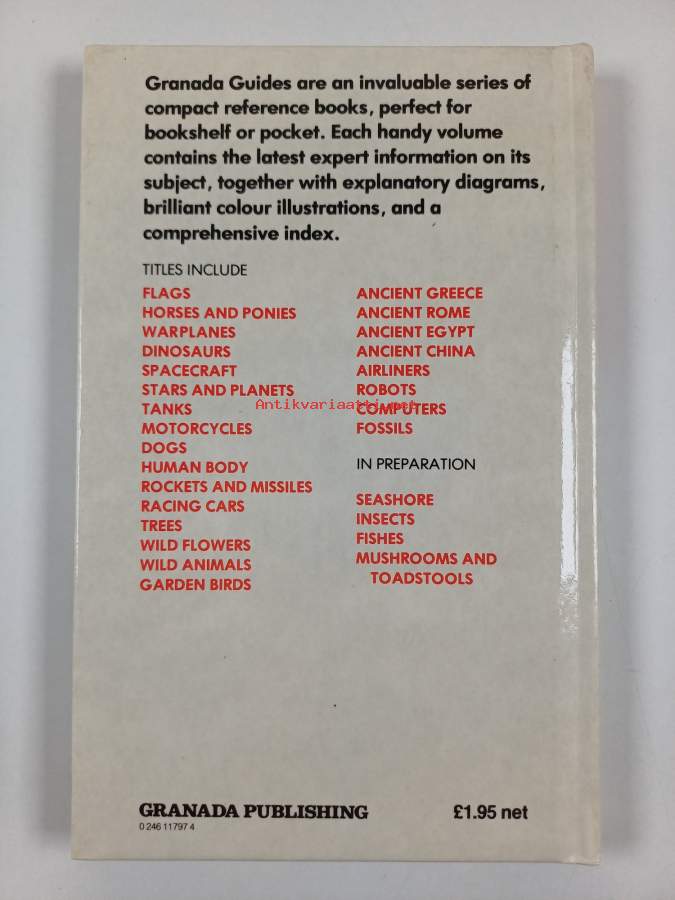 Granada Guides are an invaluable series of
compact reference books, perfect for
bookshelf or pocket. Each handy volume
contains the latest expert information on its
subject, together with explanatory diagrams,
brilliant colour illustrations, and a
comprehensive index.
TITLES INCLUDE
FLAGS
HORSES AND PONIES
WARPLANES
DINOSAURS
SPACECRAFT
STARS AND PLANETS
TANKS
MOTORCYCLES
DOGS
HUMAN BODY
ROCKETS AND MISSILES
RACING CARS
TREES
WILD FLOWERS
WILD ANIMALS
GARDEN BIRDS
ANCIENT GREECE
ANCIENT ROME
ANCIENT EGYPT
ANCIENT CHINA
AIRLINERS
ROBOTS
COMPUTERS
FOSSILS
IN PREPARATION
SEASHORE
INSECTS
FISHES
MUSHROOMS AND
TOADSTOOLS
Antikvariaatti.net
GRANADA PUBLISHING
0 246 11797 4
£1.95 net